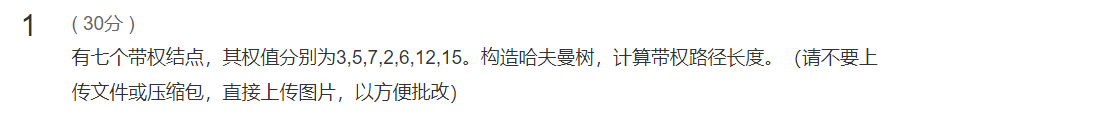 1
( 30分 )
有七个带权结点，其权值分别为3,5,7,2,6,12,15。构造哈夫曼树，计算带权路径长度。（请不要上
传文件或压缩包，直接上传图片，以方便批改）